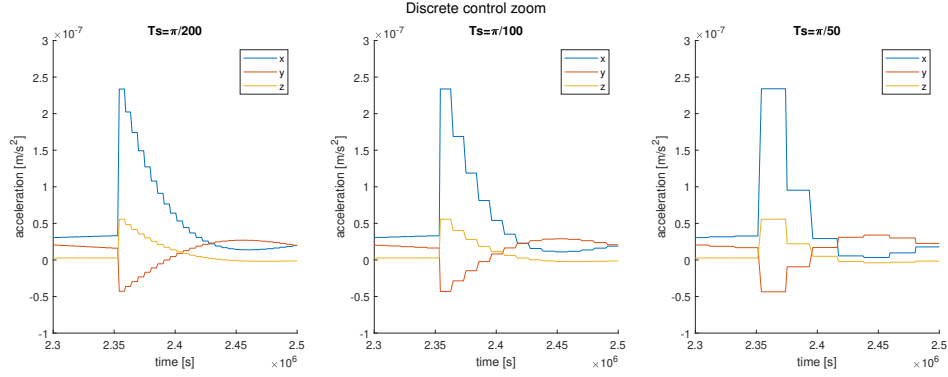 Discrete control zoom
×10⁻⁷
Ts=π/200
3
2.5
2
1.5
1
0.5
0
-0.5
-1
acceleration [m/s²]
x
y
z
2.3
2.35
2.4
2.45
2.5
time [s]
×10⁶
×10⁻⁷
Ts=π/100
3
2.5
2
1.5
1
0.5
0
-0.5
-1
acceleration [m/s²]
x
y
z
2.3
2.35
2.4
2.45
2.5
time [s]
×10⁶
×10⁻⁷
Ts=π/50
3
2.5
2
1.5
1
0.5
0
-0.5
-1
acceleration [m/s²]
x
y
z
2.3
2.35
2.4
2.45
2.5
time [s]
×10⁶